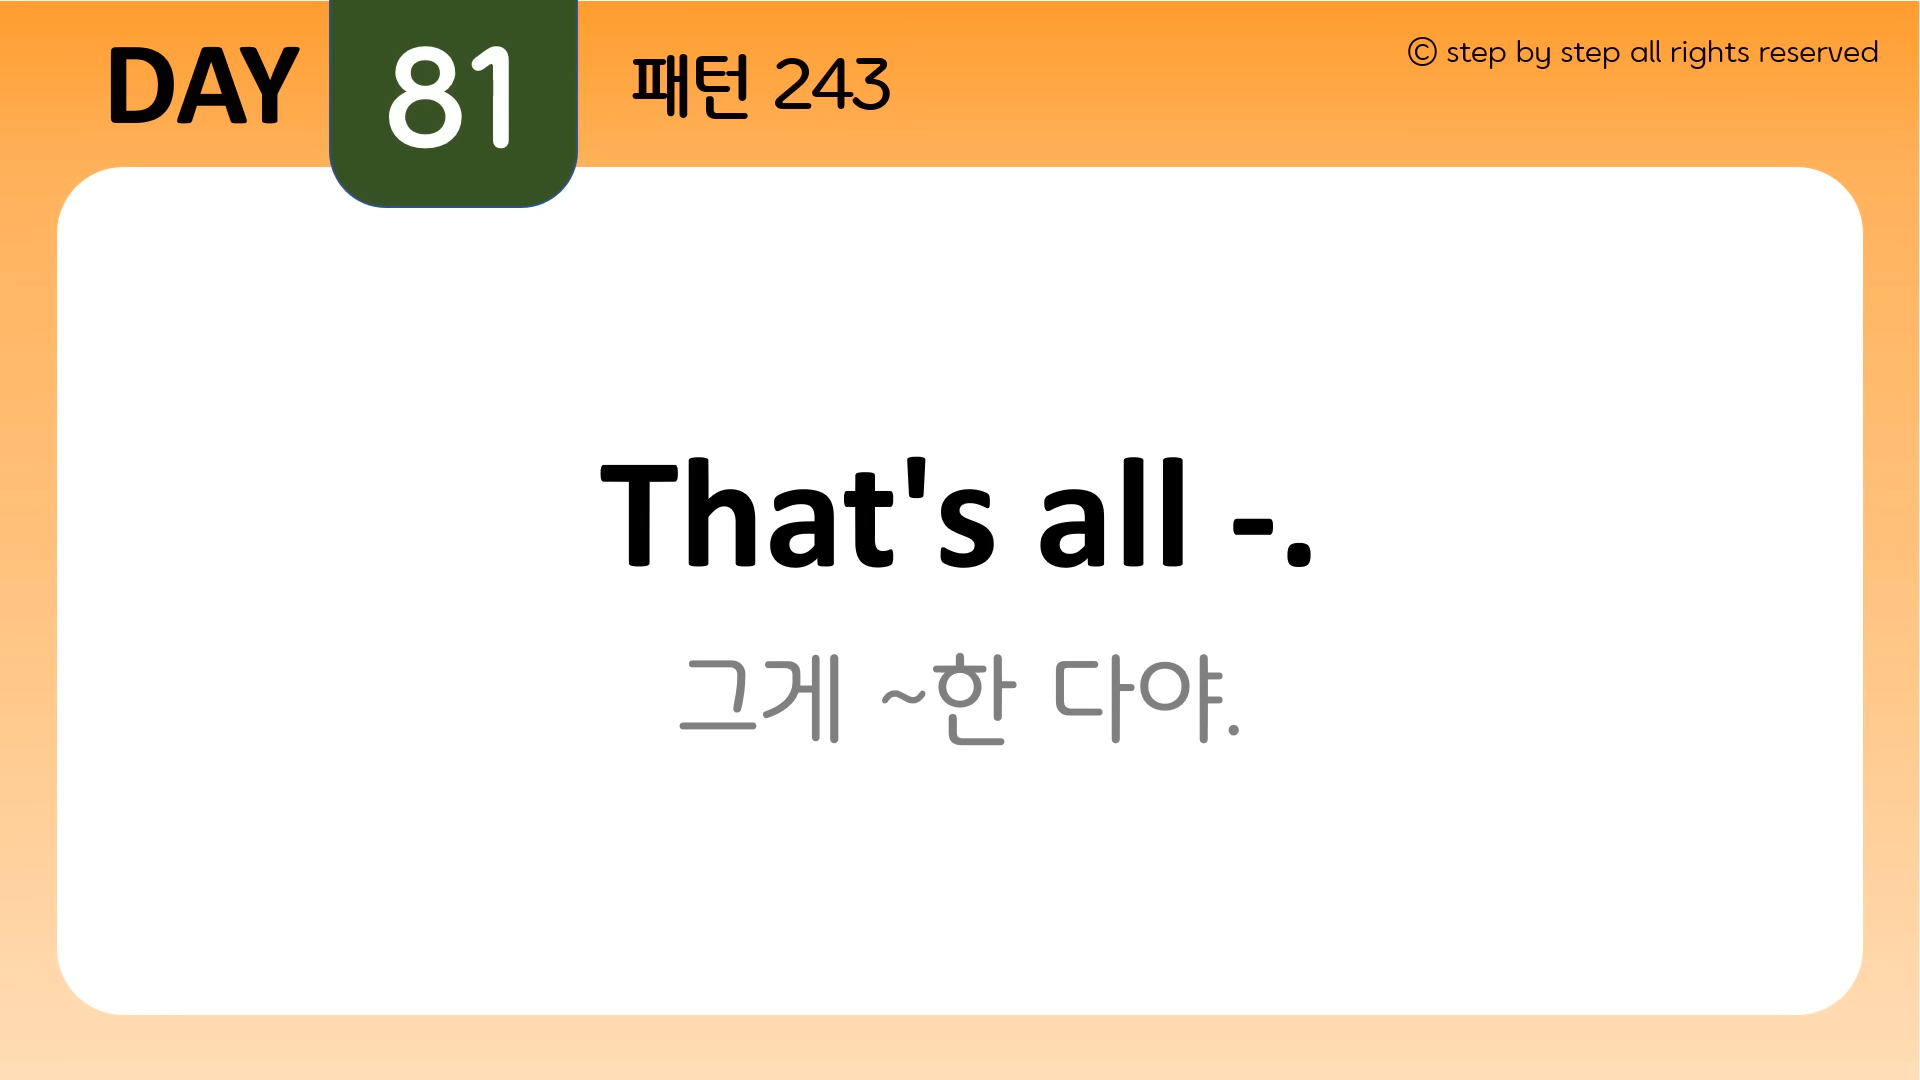 DAY 81 패턴 243
© step by step all rights reserved
That's all -.
그게 ~한 다야.